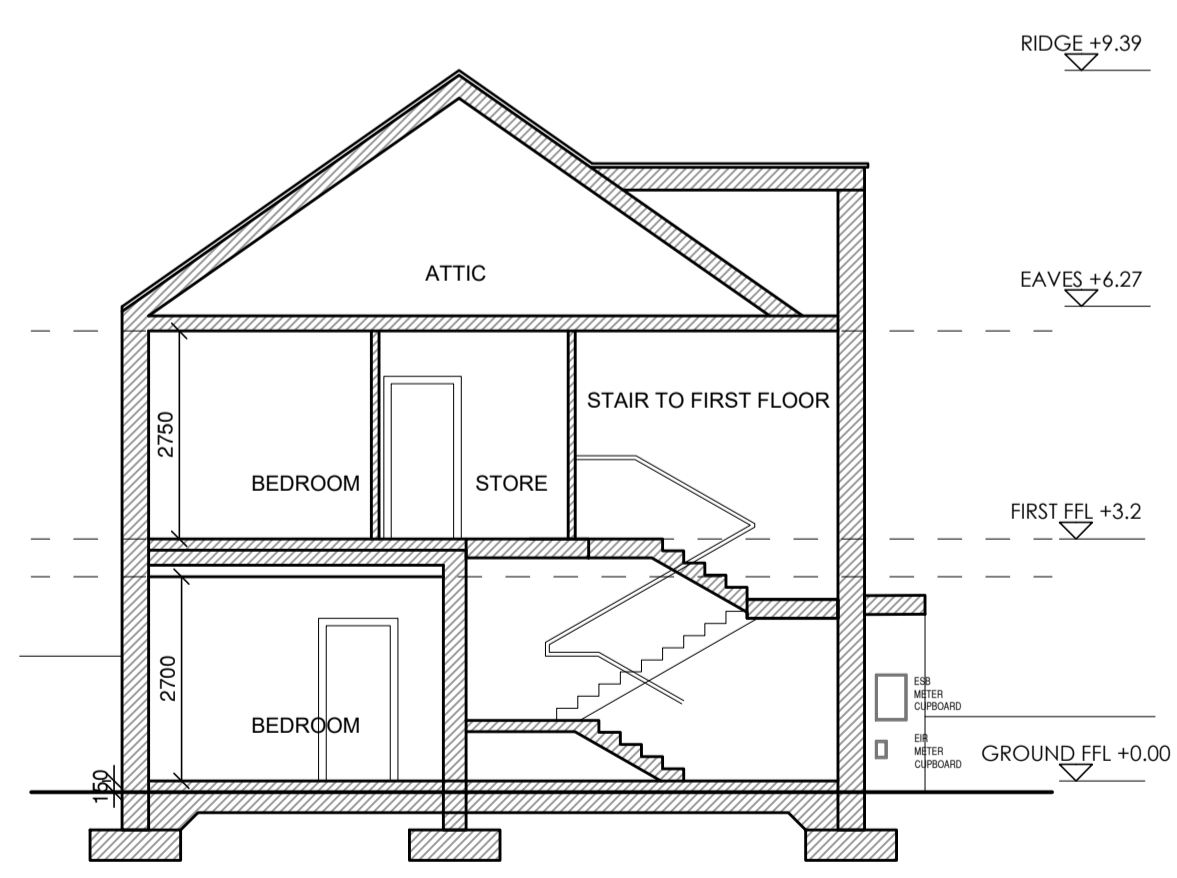 RIDGE +9.39
ATTIC
EAVES +6.27
STAIR TO FIRST FLOOR
2750
BEDROOM
STORE
FIRST FFL +3.2
2700
BEDROOM
ESB
METER
CUPBOARD
EIR
METER
CUPBOARD
GROUND FFL +0.00
150